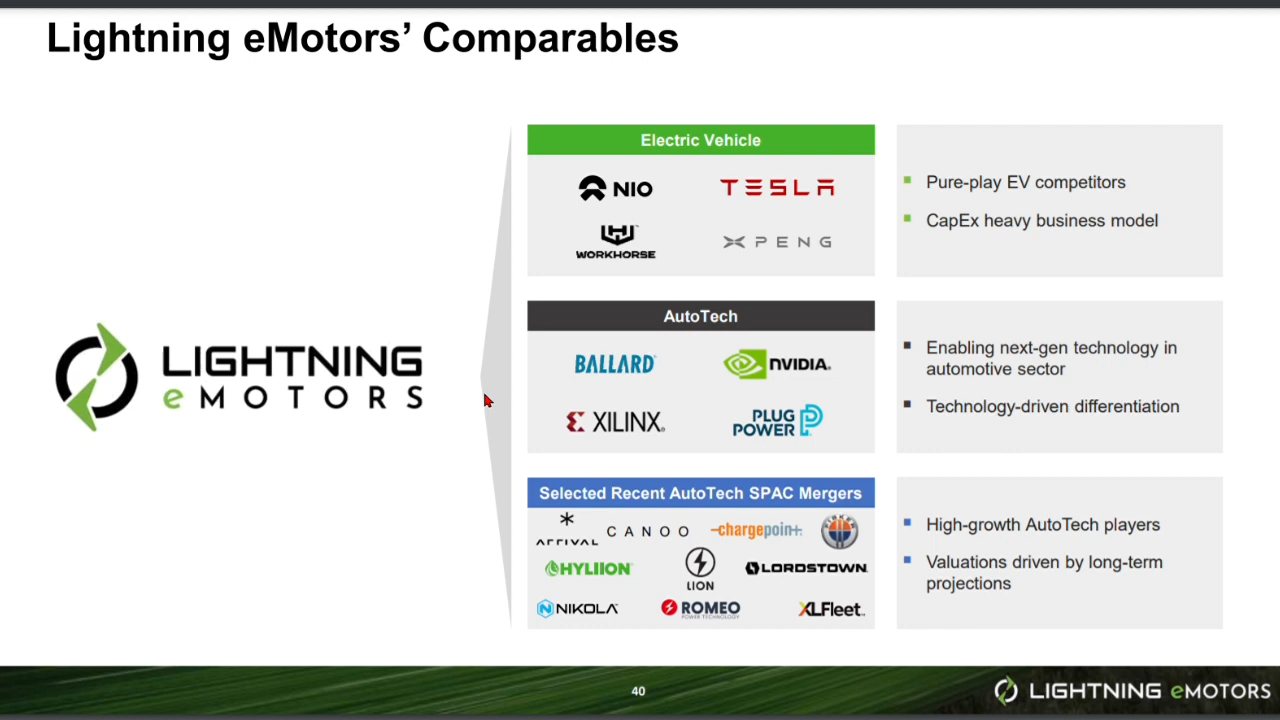 Lightning eMotors' Comparables
LIGHTNING
eMOTORS
Electric Vehicle
NIO
TESLA
WORKHORSE
XPENG
Pure-play EV competitors
CapEx heavy business model
AutoTech
BALLARD
NVIDIA
XILINX
PLUG
POWER
Enabling next-gen technology in
automotive sector
Technology-driven differentiation
Selected Recent AutoTech SPAC Mergers
ARRIVAL
CANOO
-chargepoin+
FISKER
HYLIION
LION
LORDSTOWN
NIKOLA
ROMEO
POWER TECHNOLOGY
XLFleet
High-growth AutoTech players
Valuations driven by long-term
projections
40
LIGHTNING eMOTORS